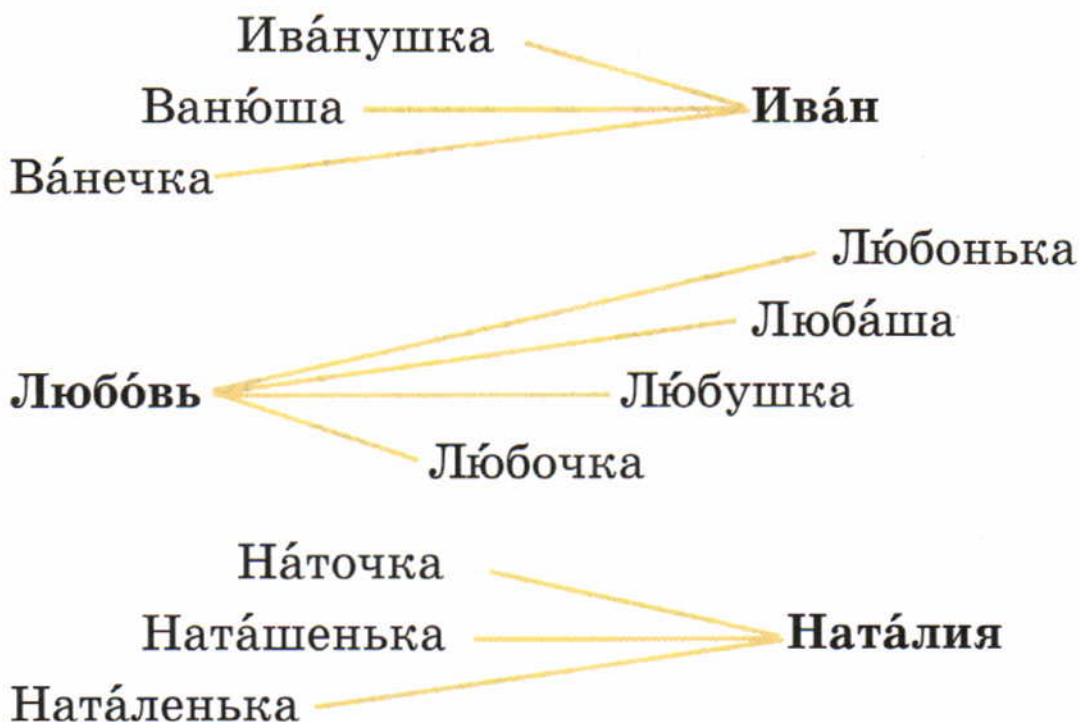 Ива́нушка
Ваню́ша
Ива́н
Ва́нечка
Лю́бонька
Люба́ша
Любо́вь
Лю́бушка
Лю́бочка
На́точка
Ната́шенька
Ната́лия
Ната́ленька